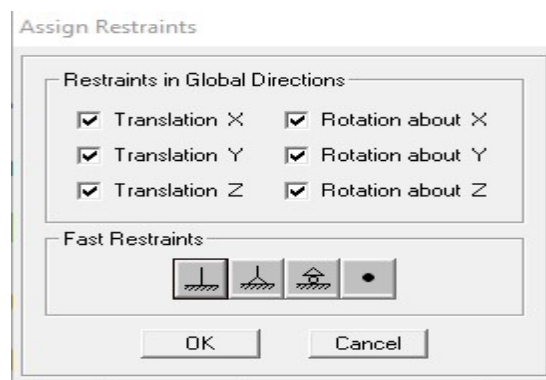 Assign Restraints
Restraints in Global Directions
Translation X Rotation about X
Translation Y Rotation about Y
Translation Z Rotation about Z
Fast Restraints
OK Cancel